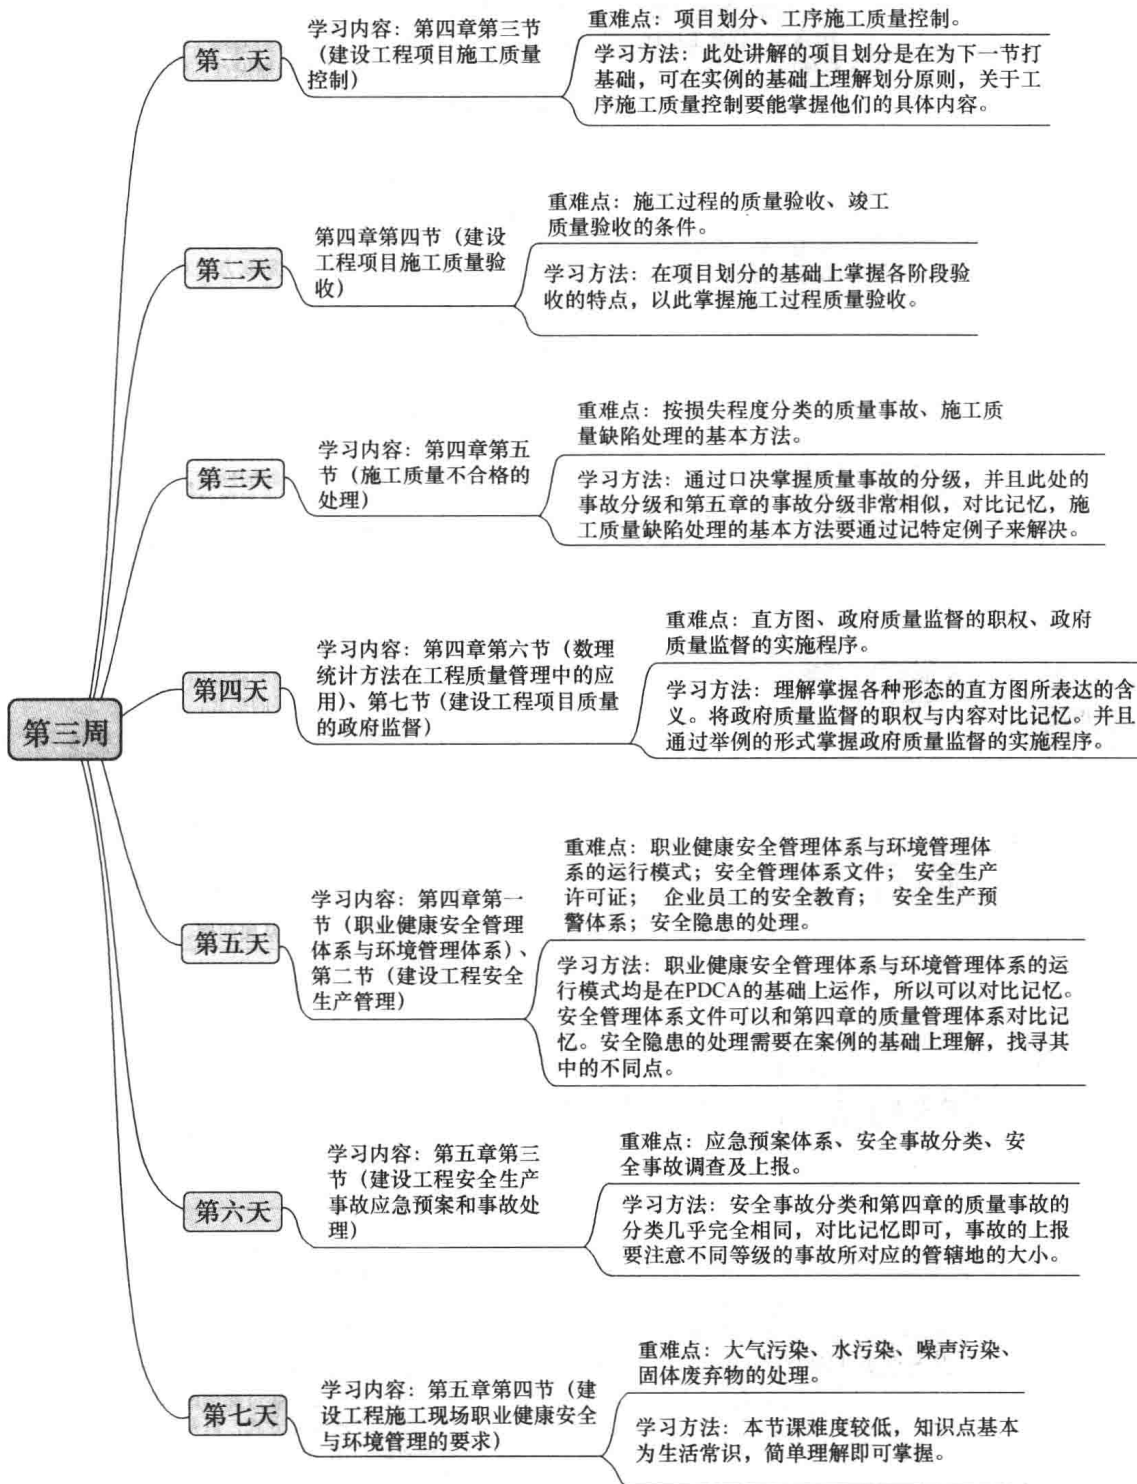 第三周
第一天
学习内容：第四章第三节
（建设工程项目施工质量
控制）
重难点：项目划分、工序施工质量控制。
学习方法：此处讲解的项目划分是在为下一节打
基础，可在实例的基础上理解划分原则，关于工
序施工质量控制要能掌握他们的具体内容。
第二天
第四章第四节（建设
工程项目施工质量验
收）
重难点：施工过程的质量验收、竣工
质量验收的条件。
学习方法：在项目划分的基础上掌握各阶段验
收的特点，以此掌握施工过程质量验收。
第三天
学习内容：第四章第五
节（施工质量不合格的
处理）
重难点：按损失程度分类的质量事故、施工质
量缺陷处理的基本方法。
学习方法：通过口决掌握质量事故的分级，并且此处的
事故分级和第五章的事故分级非常相似，对比记忆，施
工质量缺陷处理的基本方法要通过记特定例子来解决。
第四天
学习内容：第四章第六节（数理
统计方法在工程质量管理中的应
用）、第七节（建设工程项目质量
的政府监督）
重难点：直方图、政府质量监督的职权、政府
质量监督的实施程序。
学习方法：理解掌握各种形态的直方图所表达的含
义。将政府质量监督的职权与内容对比记忆。并且
通过举例的形式掌握政府质量监督的实施程序。
第五天
学习内容：第四章第一
节（职业健康安全管理
体系与环境管理体系）、
第二节（建设工程安全
生产管理）
重难点：职业健康安全管理体系与环境管理体
系的运行模式；安全管理体系文件；安全生产
许可证；企业员工的安全教育；安全生产预
警体系；安全隐患的处理。
学习方法：职业健康安全管理体系与环境管理体系的运
行模式均是在PDCA的基础上运作，所以可以对比记忆。
安全管理体系文件可以和第四章的质量管理体系对比记
忆。安全隐患的处理需要在案例的基础上理解，找寻其
中的不同点。
第六天
学习内容：第五章第三
节（建设工程安全生产
事故应急预案和事故处
理）
重难点：应急预案体系、安全事故分类、安
全事故调查及上报。
学习方法：安全事故分类和第四章的质量事故的
分类几乎完全相同，对比记忆即可，事故的上报
要注意不同等级的事故所对应的管辖地的大小。
第七天
学习内容：第五章第四节（建
设工程施工现场职业健康安全
与环境管理的要求）
重难点：大气污染、水污染、噪声污染、
固体废弃物的处理。
学习方法：本节课难度较低，知识点基本
为生活常识，简单理解即可掌握。